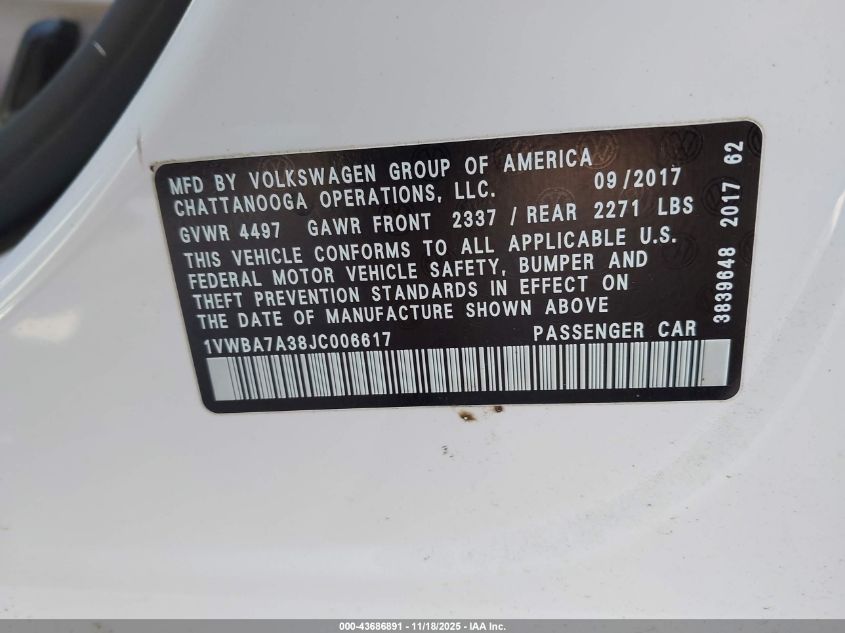 MFD BY VOLKSWAGEN GROUP OF AMERICA
CHATTANOOGA OPERATIONS, LLC. 09/2017
GVWR 4497 GAWR FRONT 2337 / REAR 2271 LBS
THIS VEHICLE CONFORMS TO ALL APPLICABLE U.S.
FEDERAL MOTOR VEHICLE SAFETY, BUMPER AND
THEFT PREVENTION STANDARDS IN EFFECT ON
THE DATE OF MANUFACTURE SHOWN ABOVE
1VWBA7A38JC006617 PASSENGER CAR
3839648 2017 62
000-43686891 - 11/18/2025 - IAA Inc.